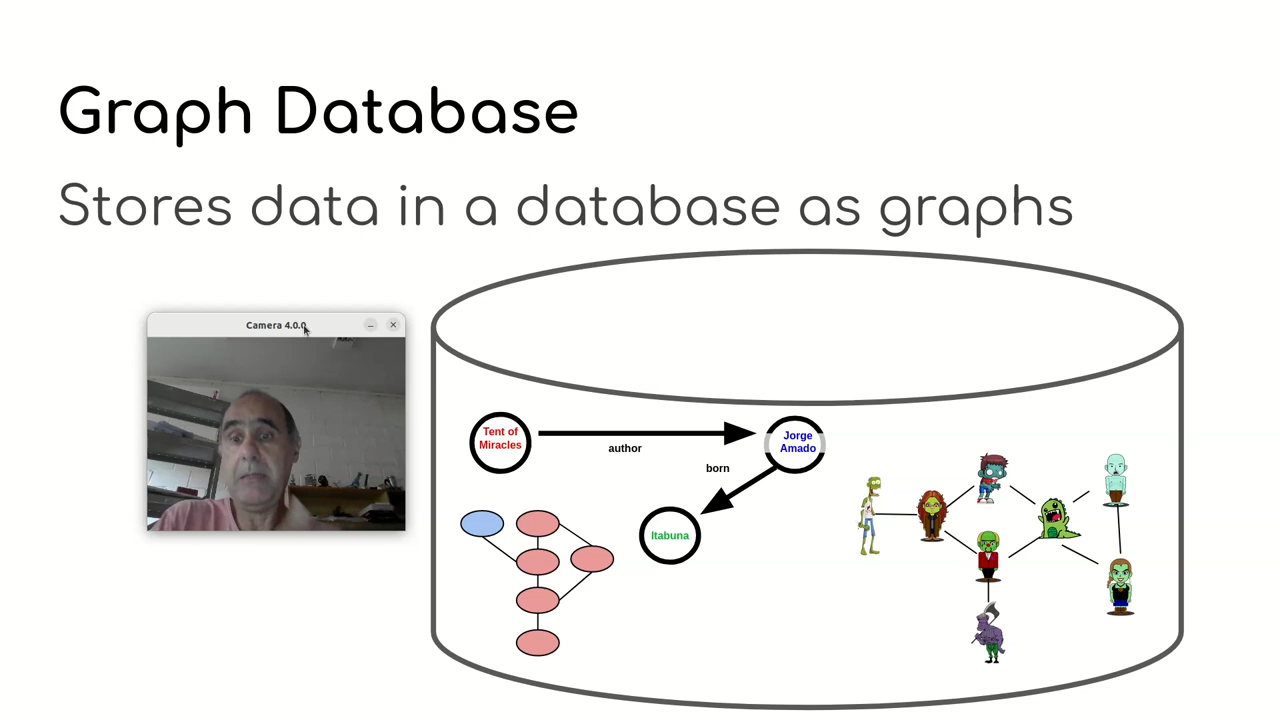 Graph Database
Stores data in a database as graphs
Camera 4.0.0
Tent of
Miracles
author
Jorge
Amado
born
Itabuna